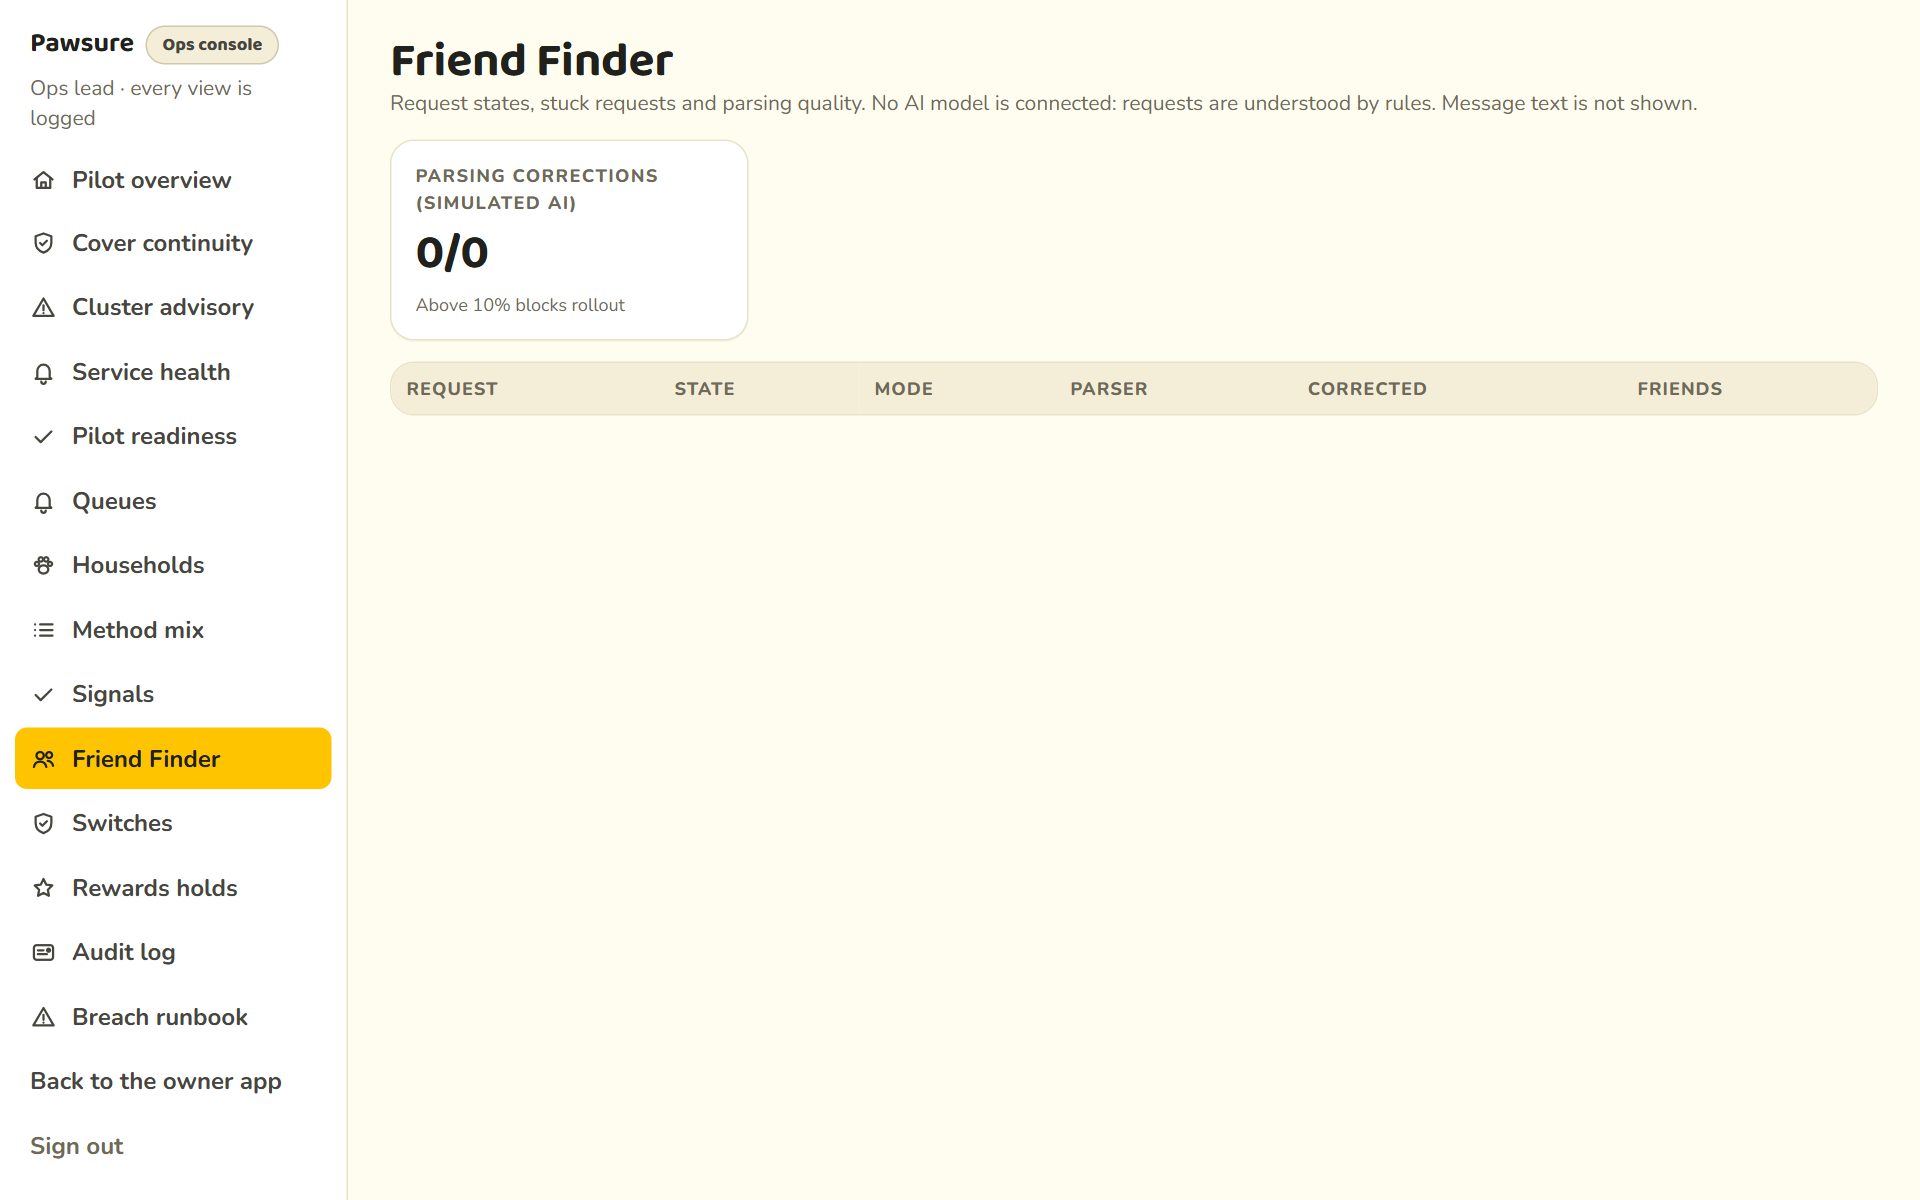 Pawsure
Ops console
Ops lead · every view is
logged
Pilot overview
Cover continuity
Cluster advisory
Service health
Pilot readiness
Queues
Households
Method mix
Signals
Friend Finder
Switches
Rewards holds
Audit log
Breach runbook
Back to the owner app
Sign out
Friend Finder
Request states, stuck requests and parsing quality. No AI model is connected: requests are understood by rules. Message text is not shown.
PARSING CORRECTIONS
(SIMULATED AI)
0/0
Above 10% blocks rollout
REQUEST STATE MODE PARSER CORRECTED FRIENDS